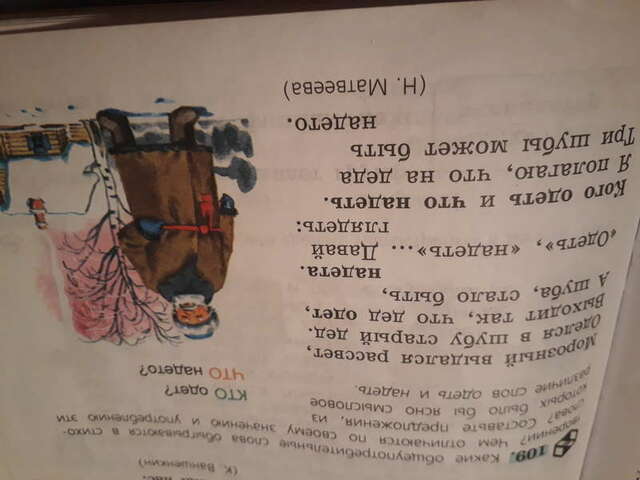 (К. Ваншенкин)
109. Какие общеупотребительные слова обыгрываются в стихо-
творении? Чем отличаются по своему значению и употреблению эти
слова? Составьте предложения, из
которых было бы ясно смысловое
различие слов одеть и надеть.
КТО одет?
ЧТО надето?
Морозный выдался рассвет,
Оделся в шубу старый дед.
Выходит так, что дед одет,
А шуба, стало быть,
надета.
«Одеть», «надеть»... Давай
глядеть:
Кого одеть и что надеть.
Я полагаю, что на деда
Три шубы может быть
надето.
(Н. Матвеева)